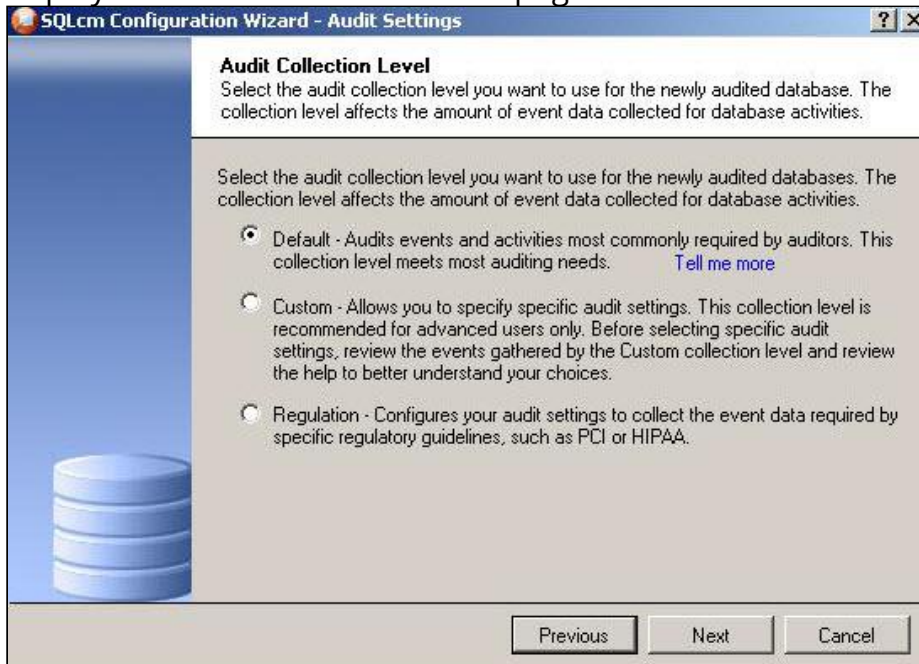 SQLcm Configuration Wizard - Audit Settings
Audit Collection Level
Select the audit collection level you want to use for the newly audited database. The
collection level affects the amount of event data collected for database activities.
Select the audit collection level you want to use for the newly audited databases. The
collection level affects the amount of event data collected for database activities.
Default - Audits events and activities most commonly required by auditors. This
collection level meets most auditing needs. Tell me more
Custom - Allows you to specify specific audit settings. This collection level is
recommended for advanced users only. Before selecting specific audit
settings, review the events gathered by the Custom collection level and review
the help to better understand your choices.
Regulation - Configures your audit settings to collect the event data required by
specific regulatory guidelines, such as PCI or HIPAA.
Previous Next Cancel